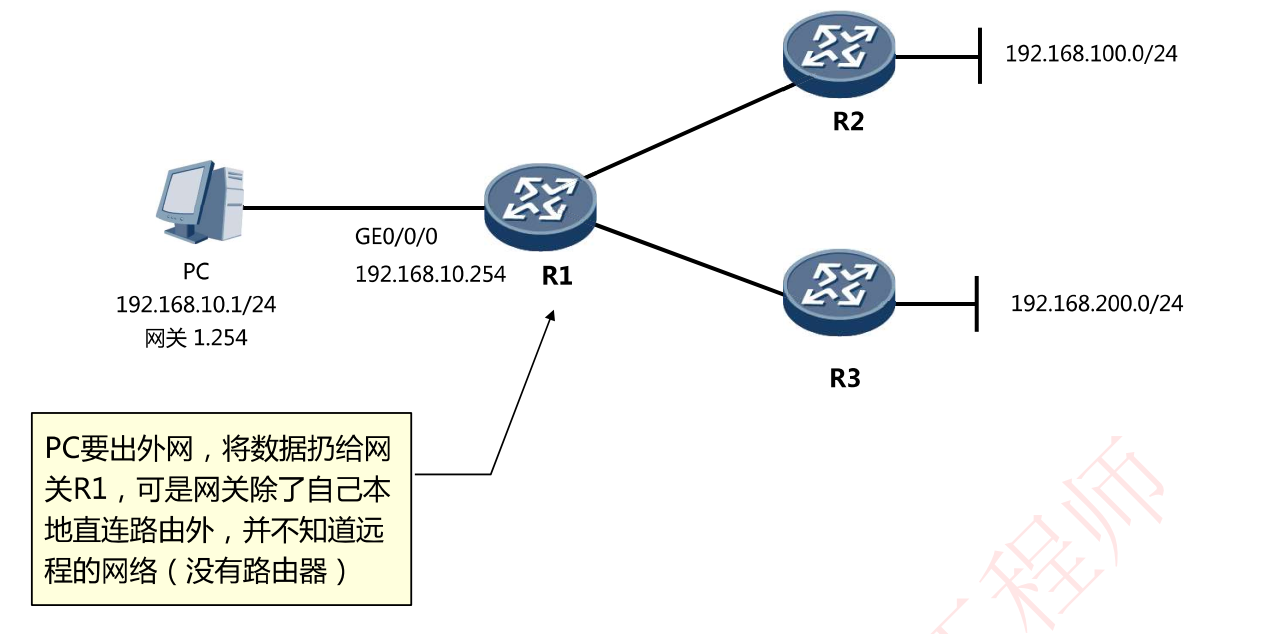 192.168.100.0/24
R2
GE0/0/0
192.168.10.254
R1
PC
192.168.10.1/24
网关 1.254
192.168.200.0/24
R3
PC要出外网，将数据扔给网
关R1，可是网关除了自己本
地直连路由外，并不知道远
程的网络（没有路由器）
程师